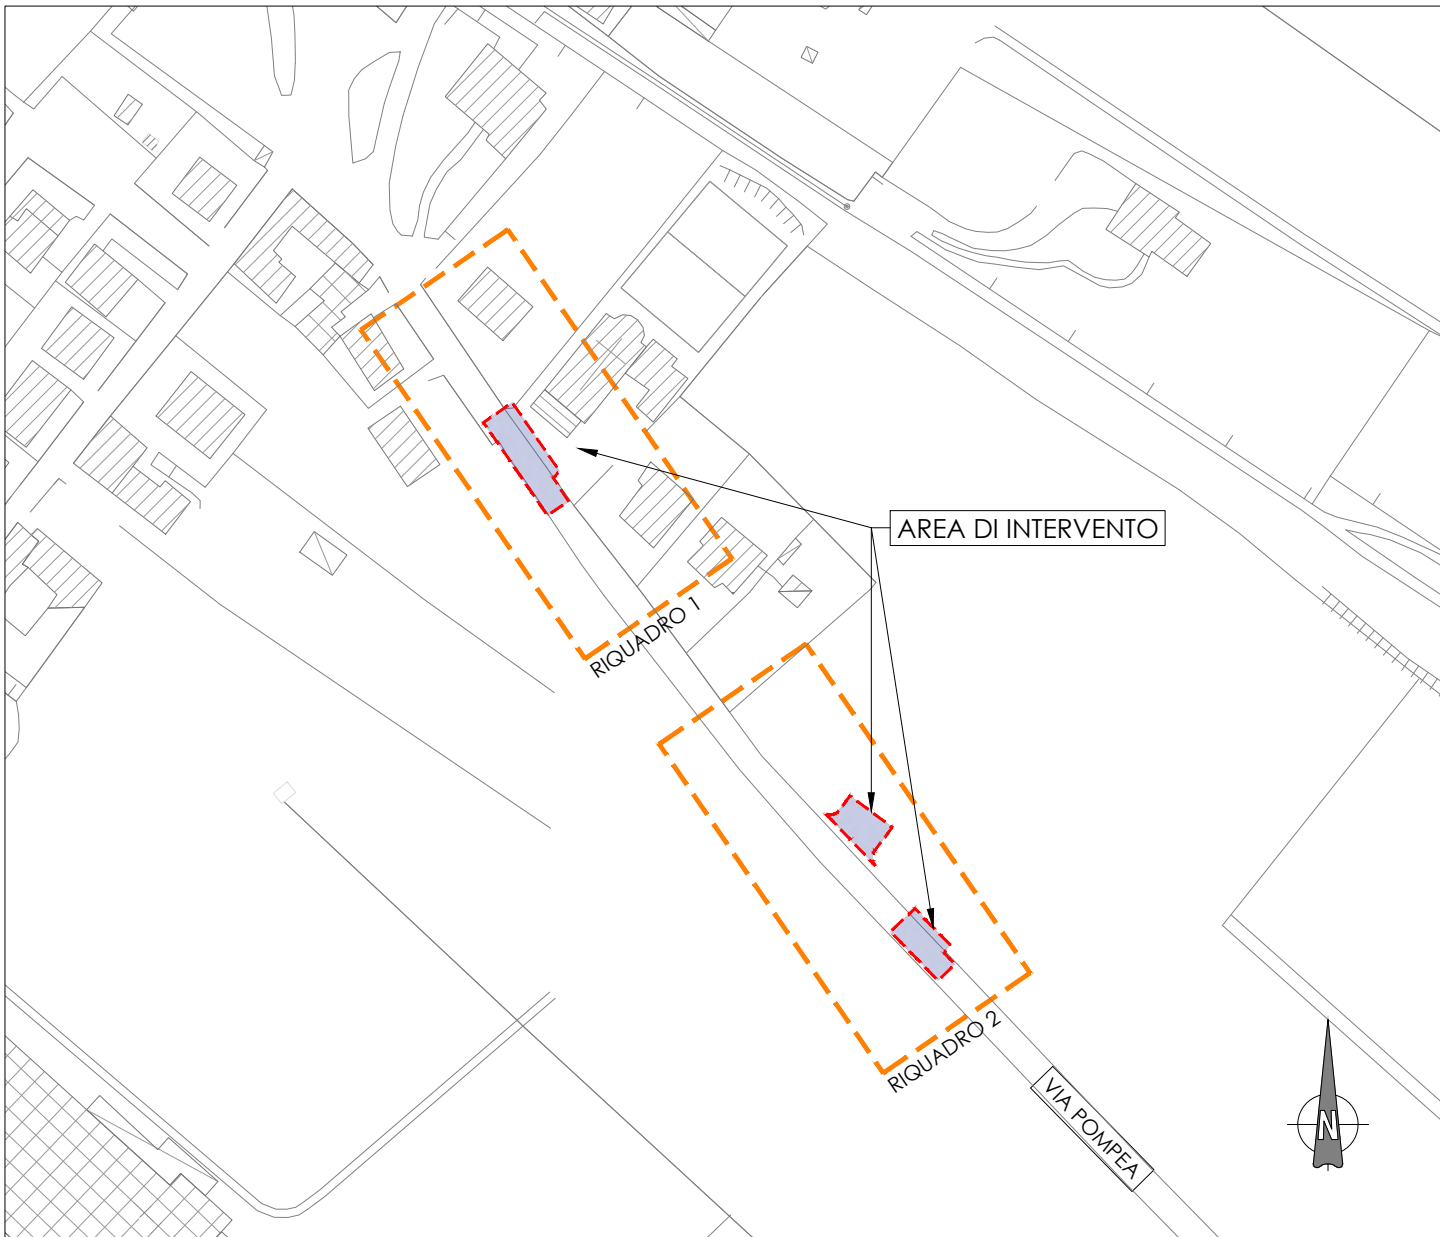 AREA DI INTERVENTO
RIQUADRO 1
RIQUADRO 2
VIA POMPEA
N